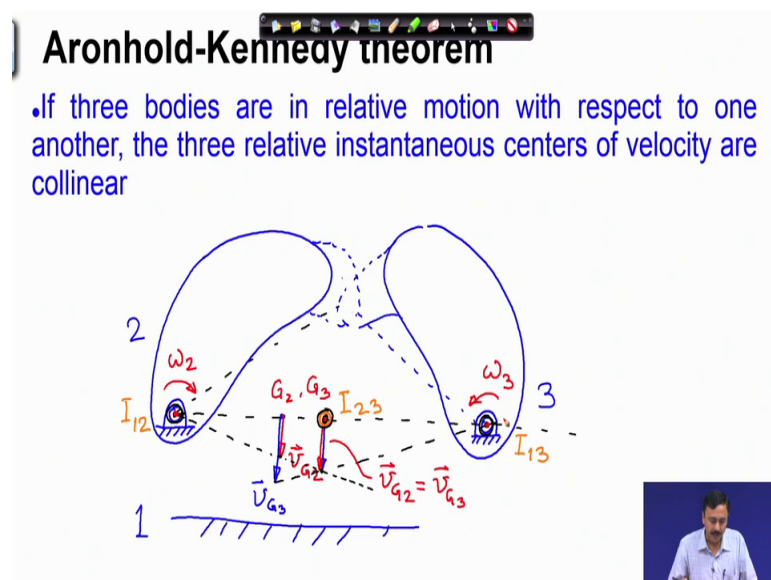 Aronhold-Kennedy theorem
•If three bodies are in relative motion with respect to one
another, the three relative instantaneous centers of velocity are
collinear
2
ω2
ω3
3
I12
G2, G3
I23
I13
v⃗G2
v⃗G2 = v⃗G3
v⃗G3
1